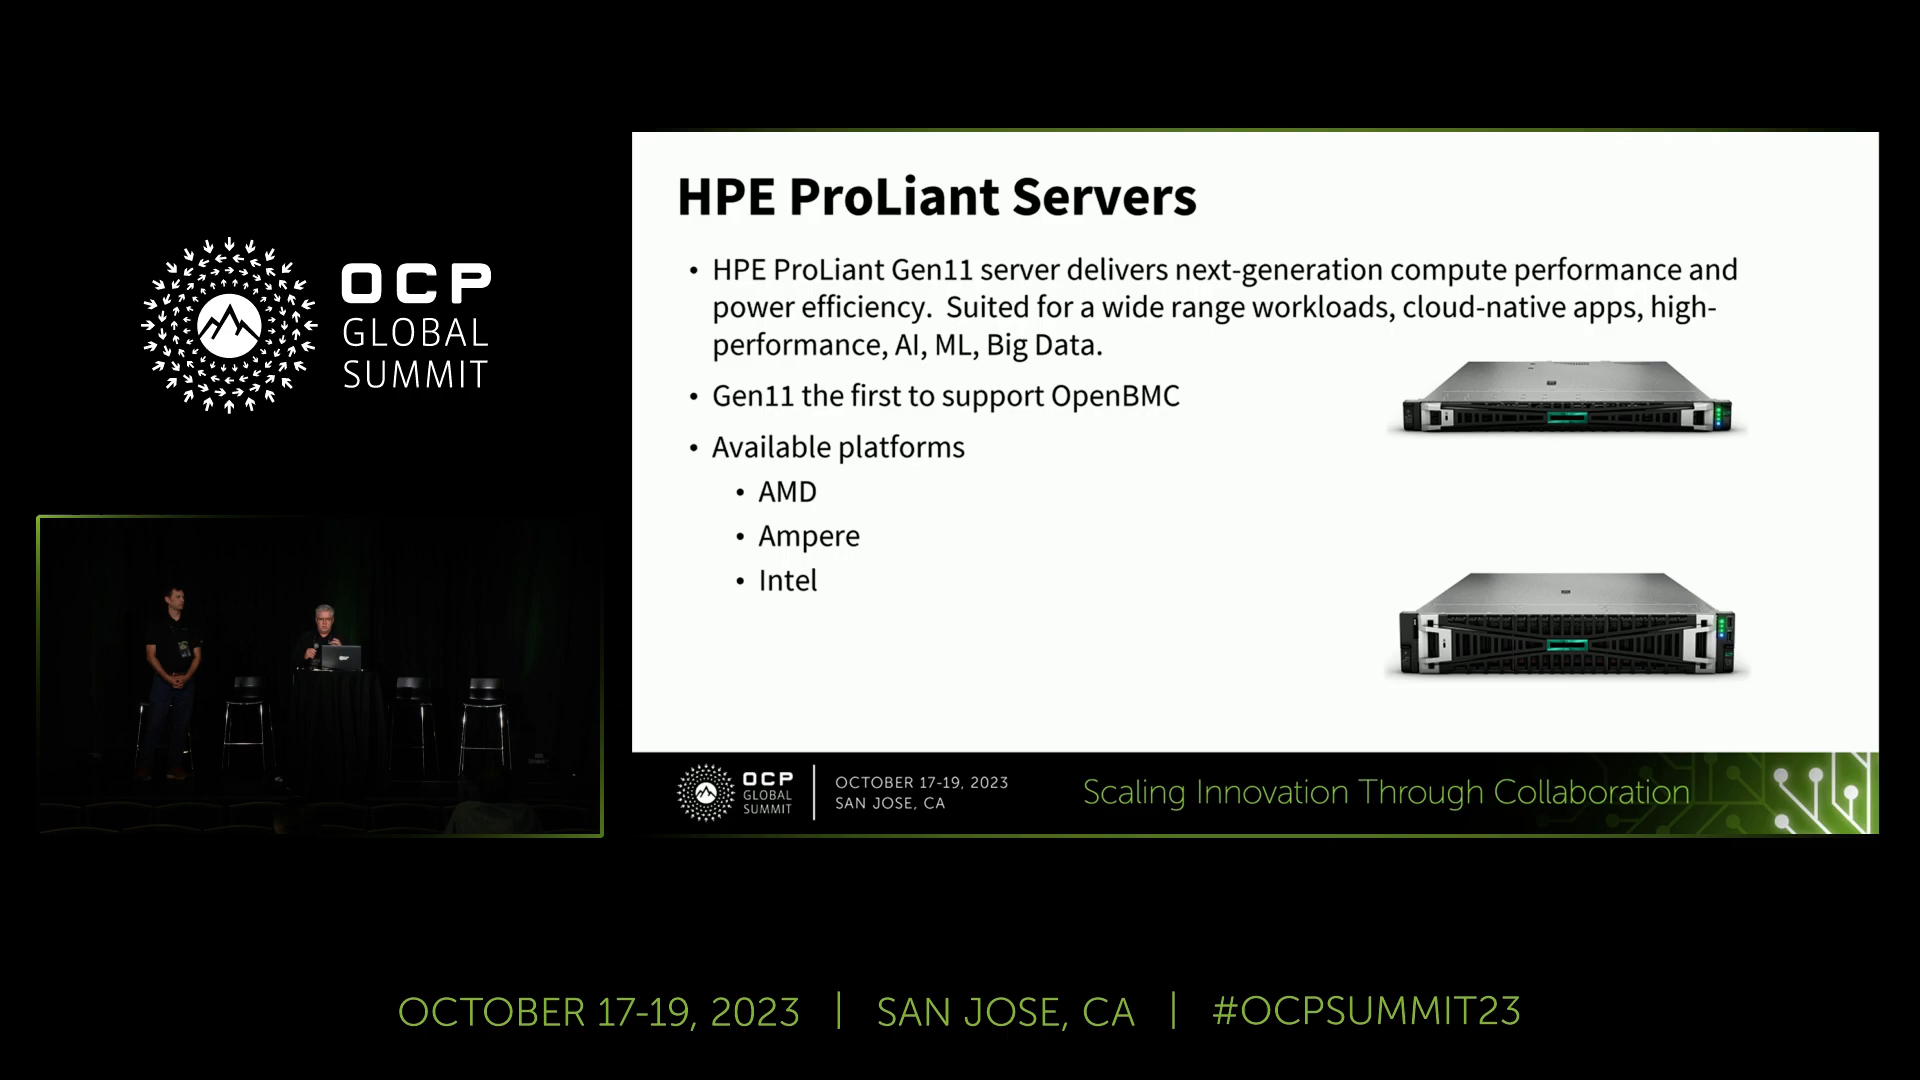 OCP
GLOBAL
SUMMIT
HPE ProLiant Servers
• HPE ProLiant Gen11 server delivers next-generation compute performance and
power efficiency.  Suited for a wide range workloads, cloud-native apps, high-
performance, AI, ML, Big Data.
• Gen11 the first to support OpenBMC
• Available platforms
• AMD
• Ampere
• Intel
OCP
GLOBAL
SUMMIT
OCTOBER 17-19, 2023
SAN JOSE, CA
Scaling Innovation Through Collaboration
OCTOBER 17-19, 2023 | SAN JOSE, CA | #OCPSUMMIT23